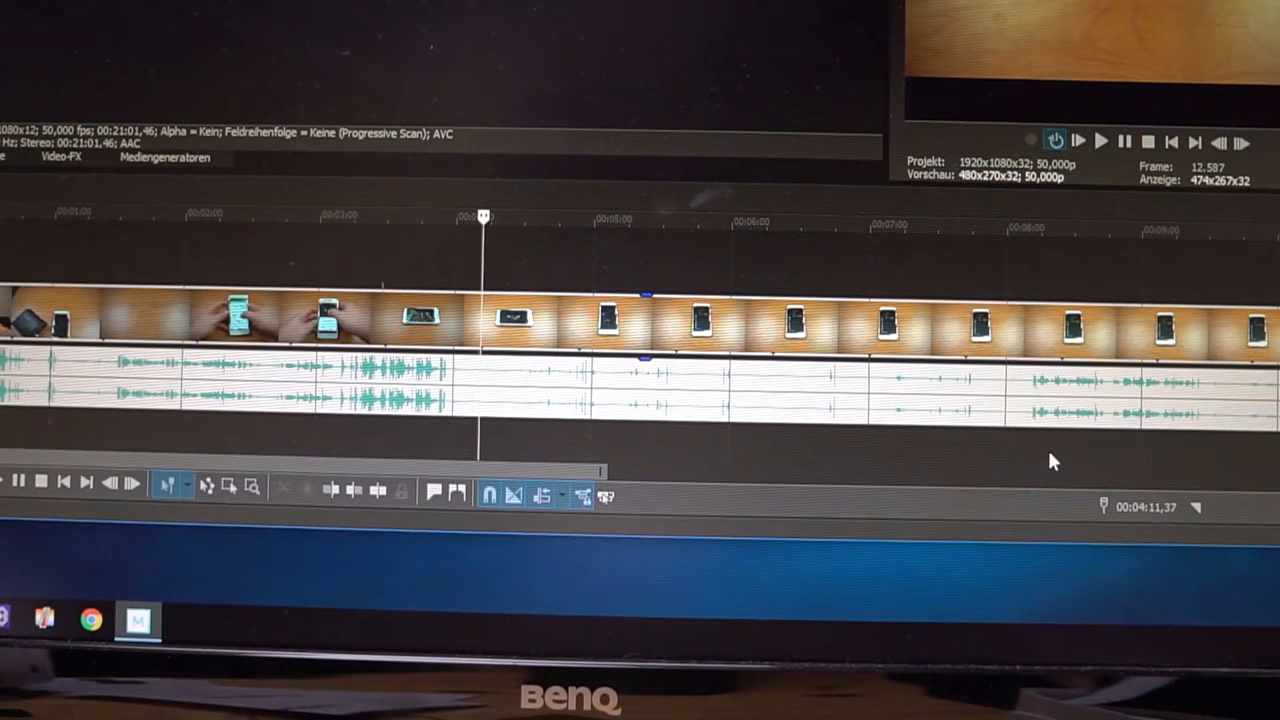 080x12; 50,000 fps; 00:21:01,46; Alpha = Kein; Feldreihenfolge = Keine (Progressive Scan); AVC
Hz; Stereo; 00:21:01,46; AAC
e Video-FX Mediengeneratoren
Projekt: 1920x1080x32; 50,000p
Vorschau: 480x270x32; 50,000p
Frame: 12.587
Anzeige: 474x267x32
00:01:00 00:02:00 00:03:00 00:05:00 00:06:00 00:07:00 00:08:00 00:09:00
00:04:11,37
M
BenQ